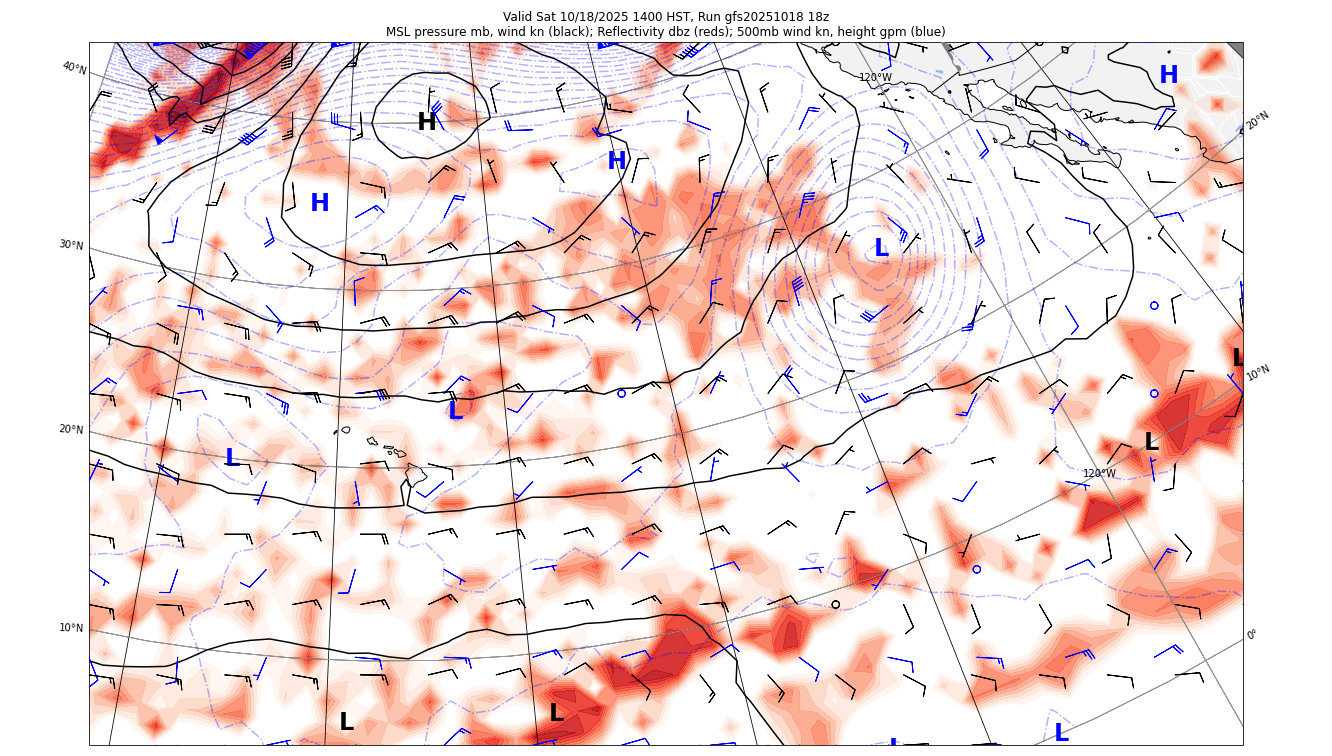 Valid Sat 10/18/2025 1400 HST, Run gfs20251018 18z
MSL pressure mb, wind kn (black); Reflectivity dbz (reds); 500mb wind kn, height gpm (blue)
40°N
120°W
H
20°N
H
H
H
30°N
L
L
10°N
L
20°N
L
L
120°W
10°N
0°
L
L
L
L